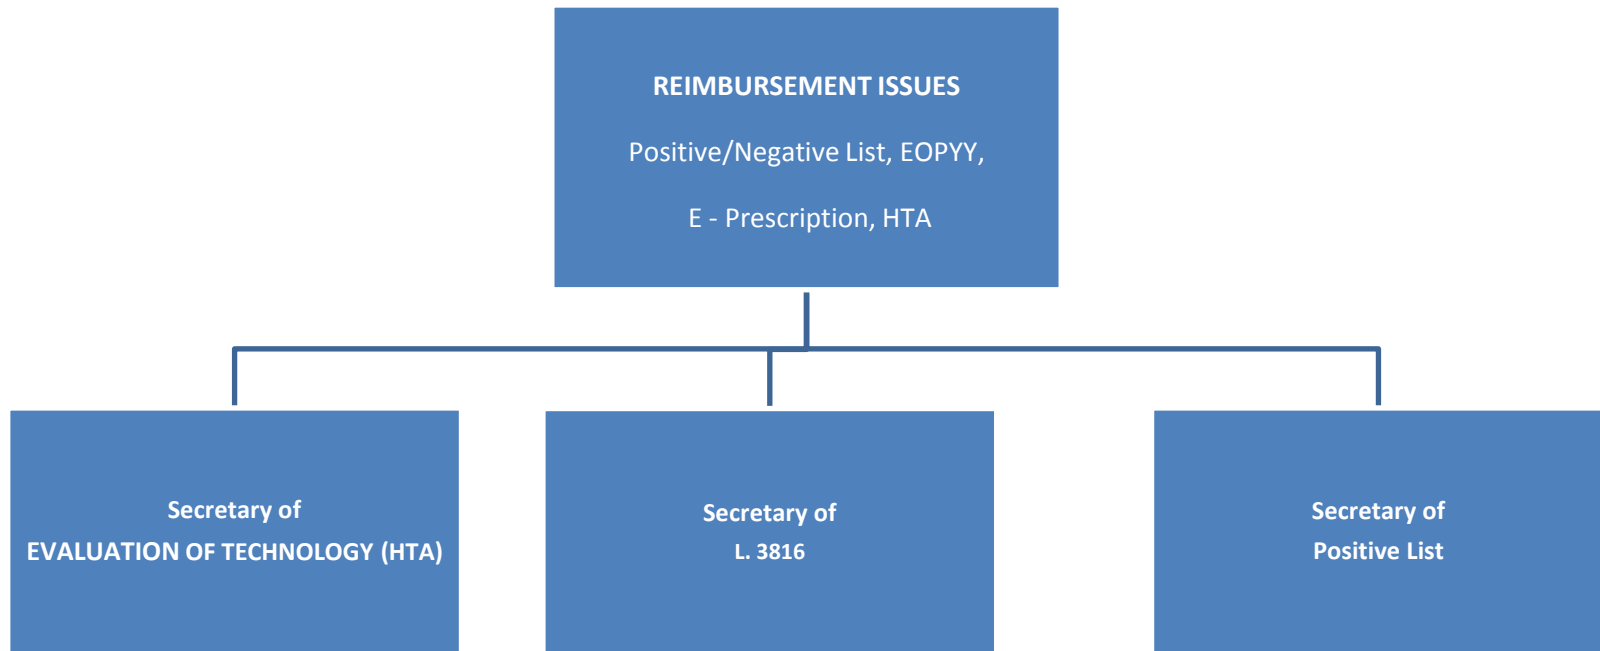 REIMBURSEMENT ISSUES
Positive/Negative List, EOPYY,
E - Prescription, HTA
Secretary of
EVALUATION OF TECHNOLOGY (HTA)
Secretary of
L. 3816
Secretary of
Positive List